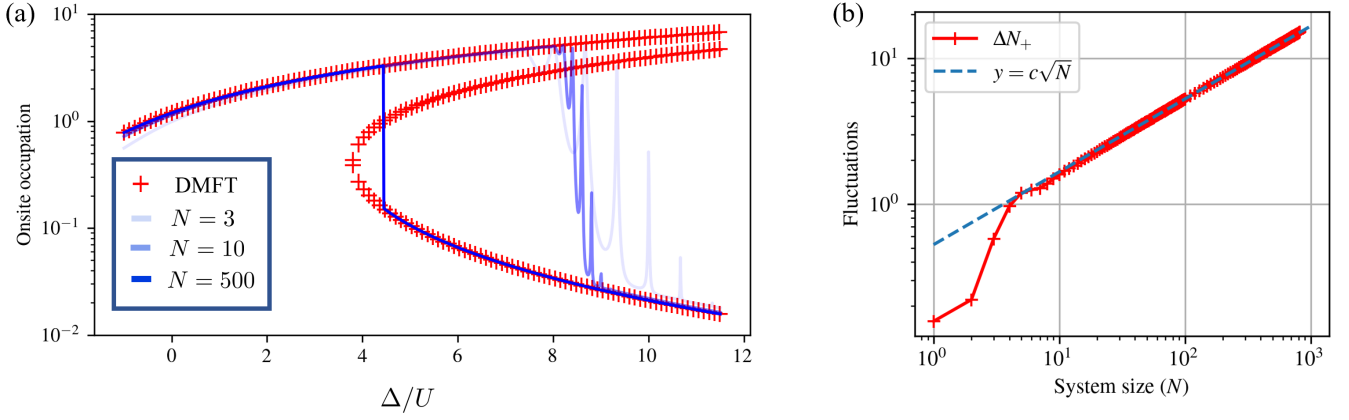 (a)
10^1
10^0
10^{-1}
10^{-2}
Onsite occupation
DMFT
N = 3
N = 10
N = 500
0 2 4 6 8 10 12
Δ/U
(b)
10^1
10^0
Fluctuations
ΔN_+
y = c√N
10^0 10^1 10^2 10^3
System size (N)